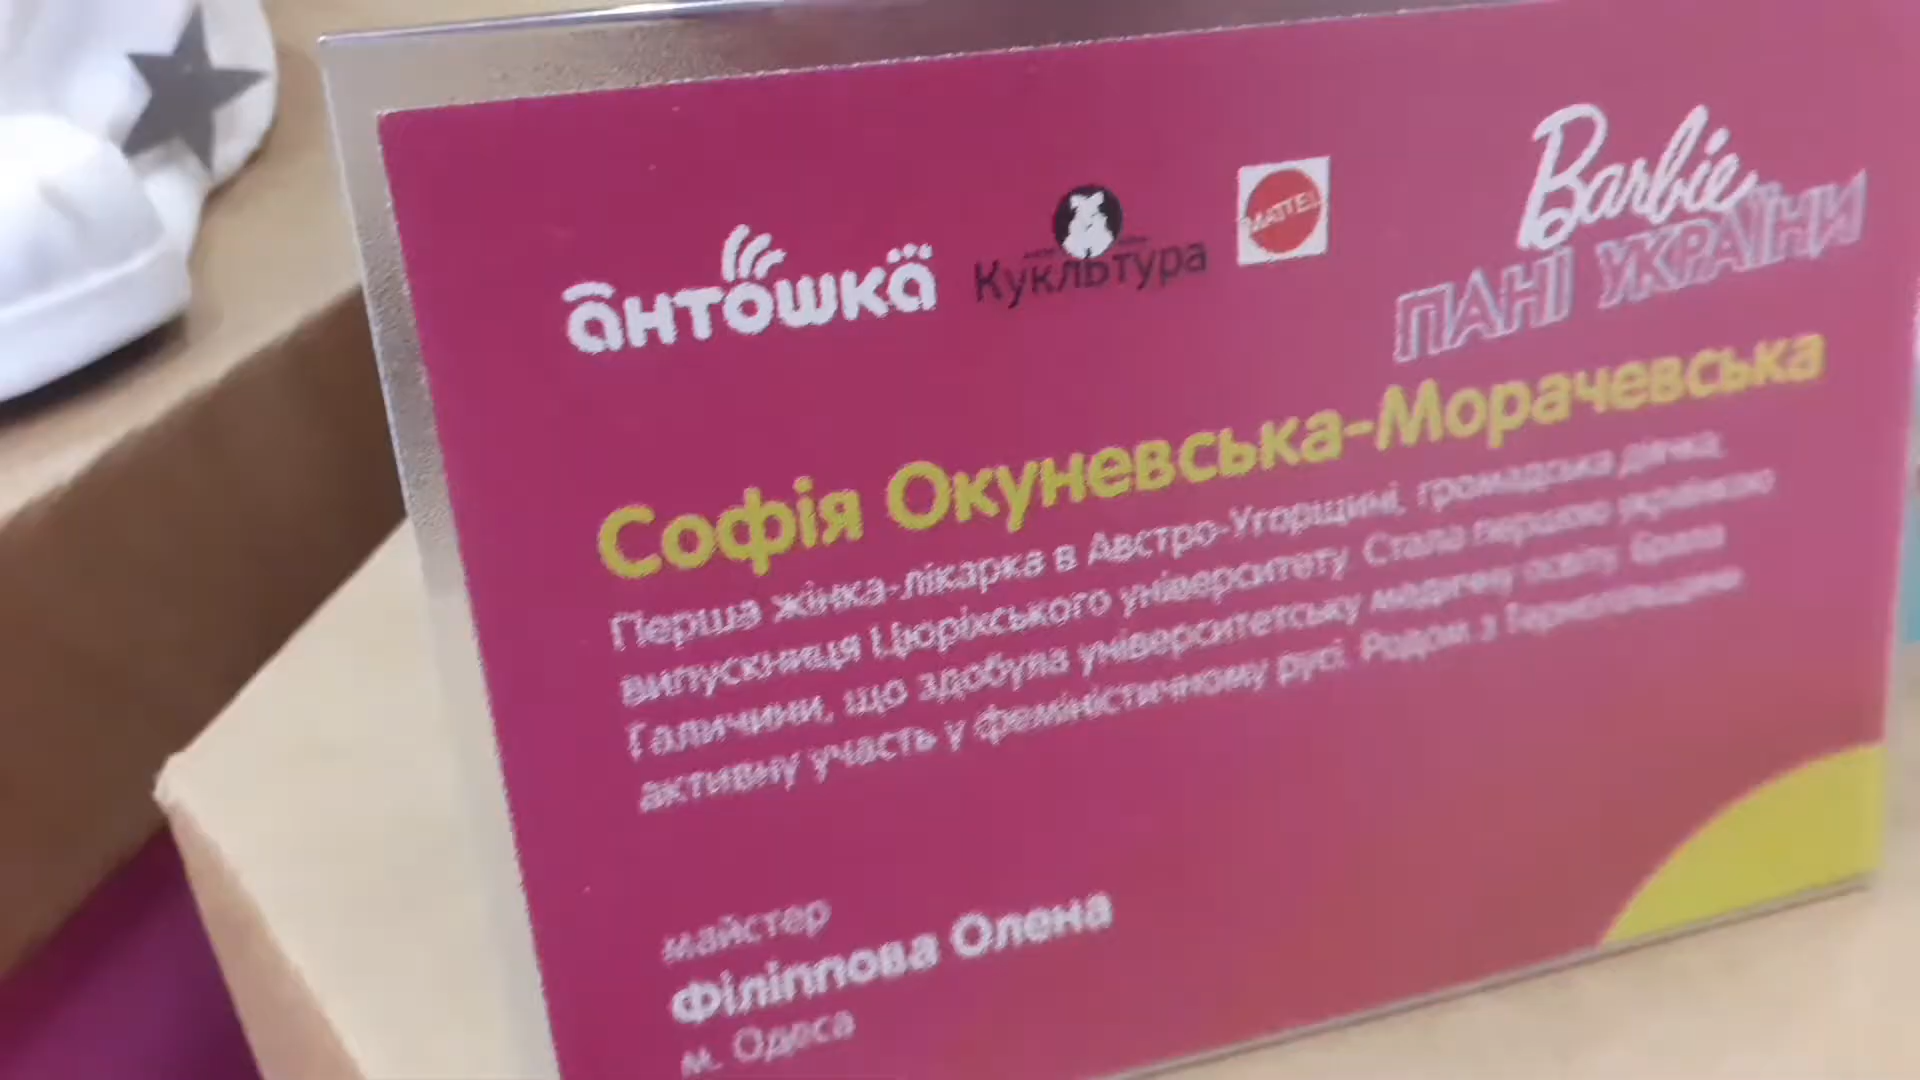 антошка
Кукльтура
MATTEL
Barbie
ПАНІ УКРАЇНИ
Софія Окуневська-Морачевська
Перша жінка-лікарка в Австро-Угорщині, громадська діячка,
випускниця Цюріхського університету. Стала першою українкою
Галичини, що здобула університетську медичну освіту. Брала
активну участь у феміністичному русі. Родом з Тернопільщини.
майстер
Філіппова Олена
м. Одеса